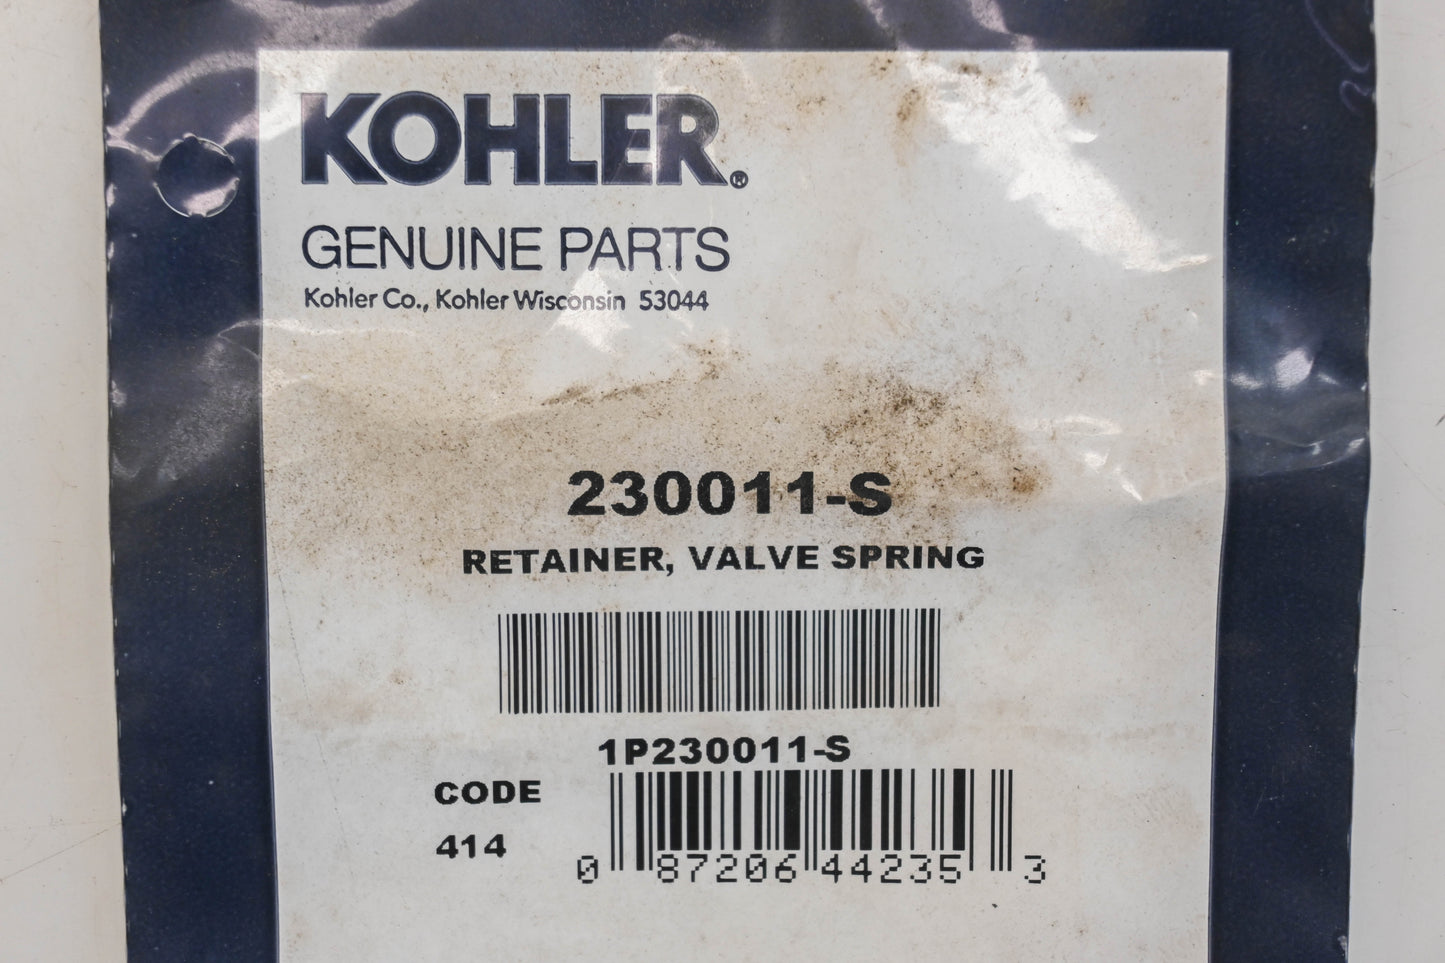 KOHLER®
GENUINE PARTS
Kohler Co., Kohler Wisconsin 53044
230011-S
RETAINER, VALVE SPRING
1P230011-S
CODE
414
0 87206 44235 3